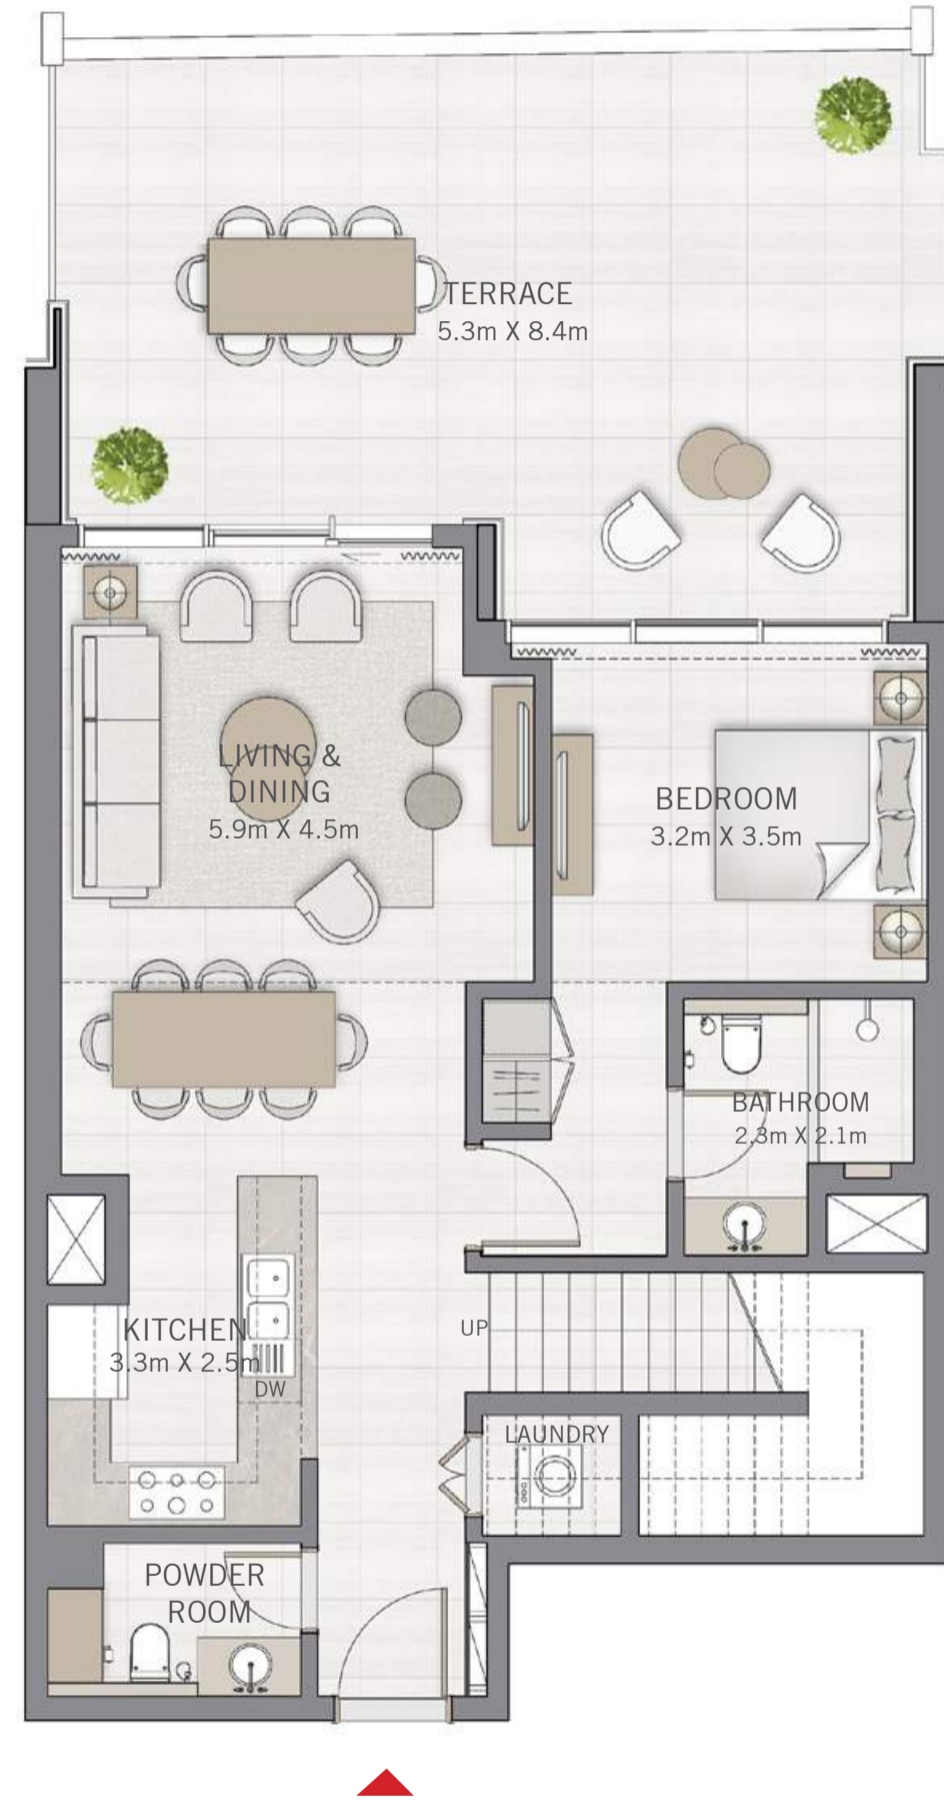 TERRACE
5.3m X 8.4m
LIVING &
DINING
5.9m X 4.5m
BEDROOM
3.2m X 3.5m
BATHROOM
2.3m X 2.1m
KITCHEN
3.3m X 2.5m
DW
UP
LAUNDRY
POWDER
ROOM